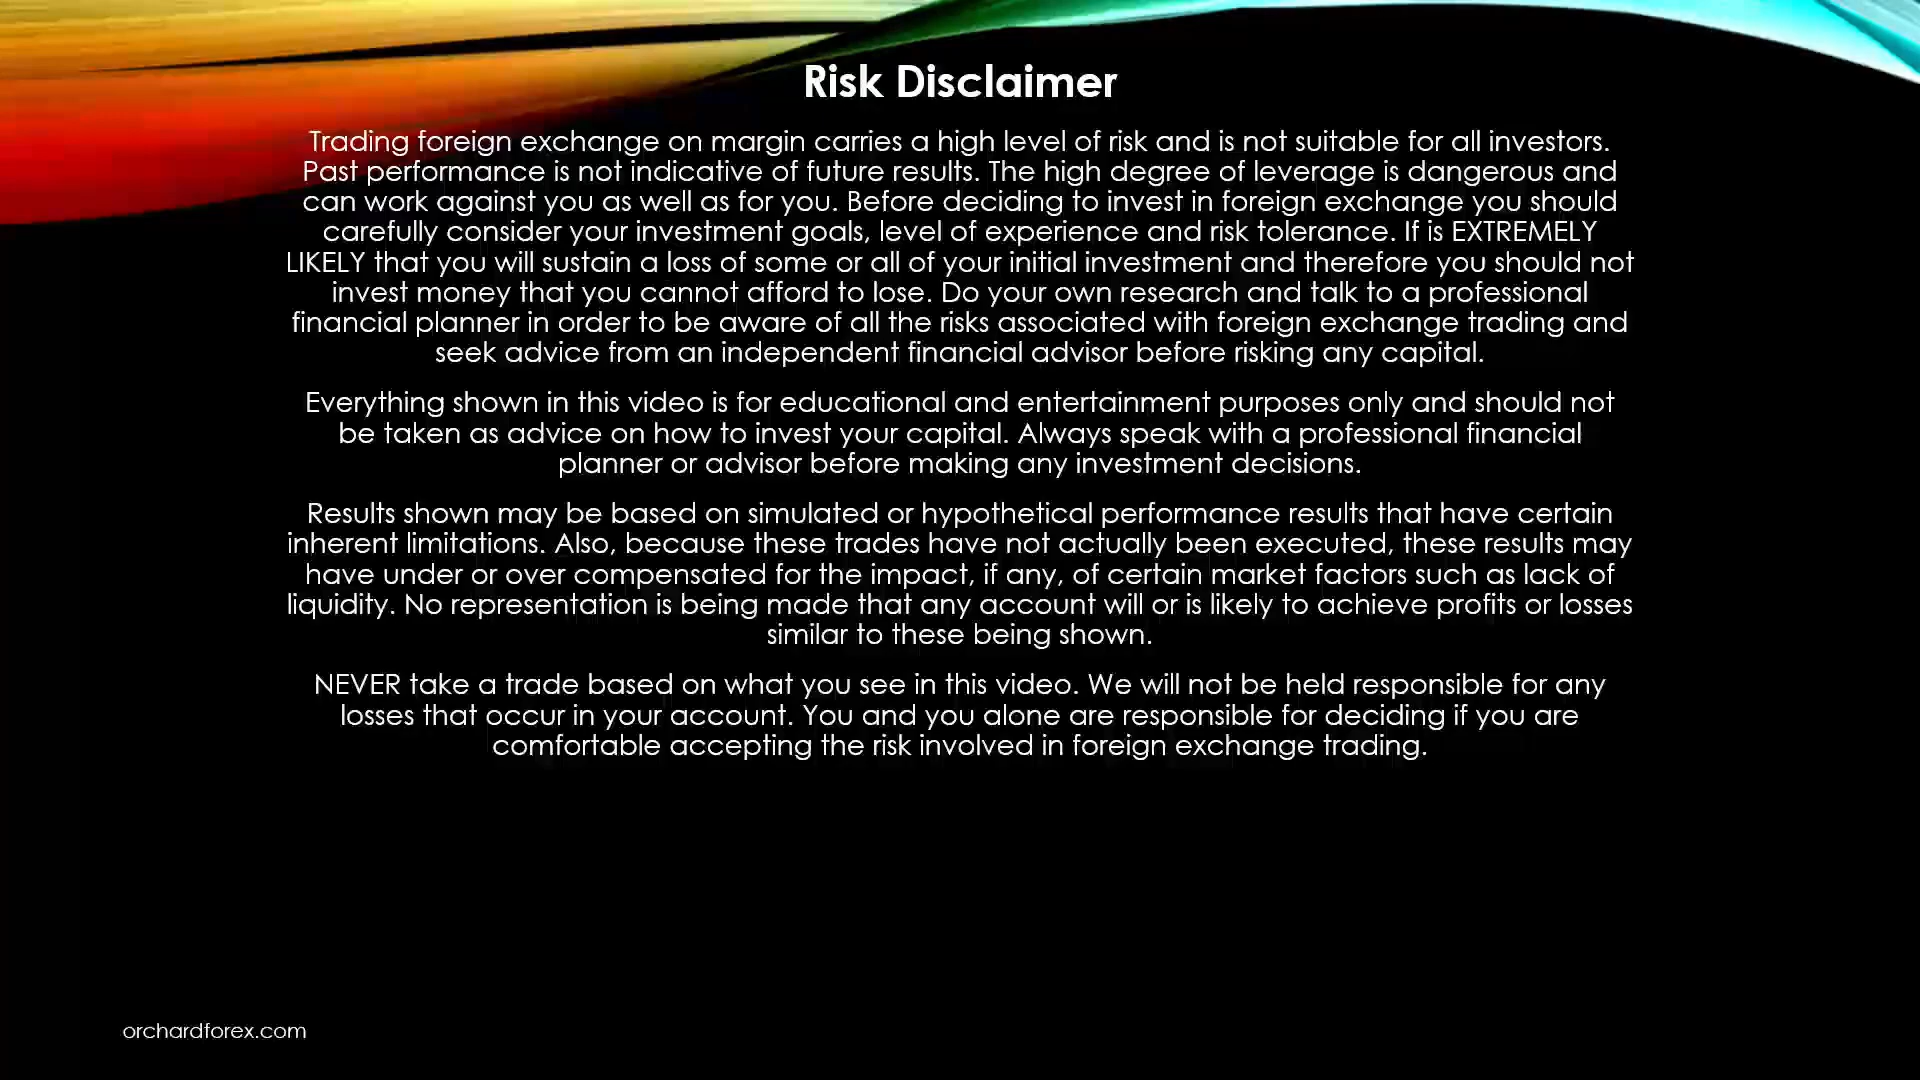 Risk Disclaimer
Trading foreign exchange on margin carries a high level of risk and is not suitable for all investors.
Past performance is not indicative of future results. The high degree of leverage is dangerous and
can work against you as well as for you. Before deciding to invest in foreign exchange you should
carefully consider your investment goals, level of experience and risk tolerance. If is EXTREMELY
LIKELY that you will sustain a loss of some or all of your initial investment and therefore you should not
invest money that you cannot afford to lose. Do your own research and talk to a professional
financial planner in order to be aware of all the risks associated with foreign exchange trading and
seek advice from an independent financial advisor before risking any capital.
Everything shown in this video is for educational and entertainment purposes only and should not
be taken as advice on how to invest your capital. Always speak with a professional financial
planner or advisor before making any investment decisions.
Results shown may be based on simulated or hypothetical performance results that have certain
inherent limitations. Also, because these trades have not actually been executed, these results may
have under or over compensated for the impact, if any, of certain market factors such as lack of
liquidity. No representation is being made that any account will or is likely to achieve profits or losses
similar to these being shown.
NEVER take a trade based on what you see in this video. We will not be held responsible for any
losses that occur in your account. You and you alone are responsible for deciding if you are
comfortable accepting the risk involved in foreign exchange trading.
orchardforex.com